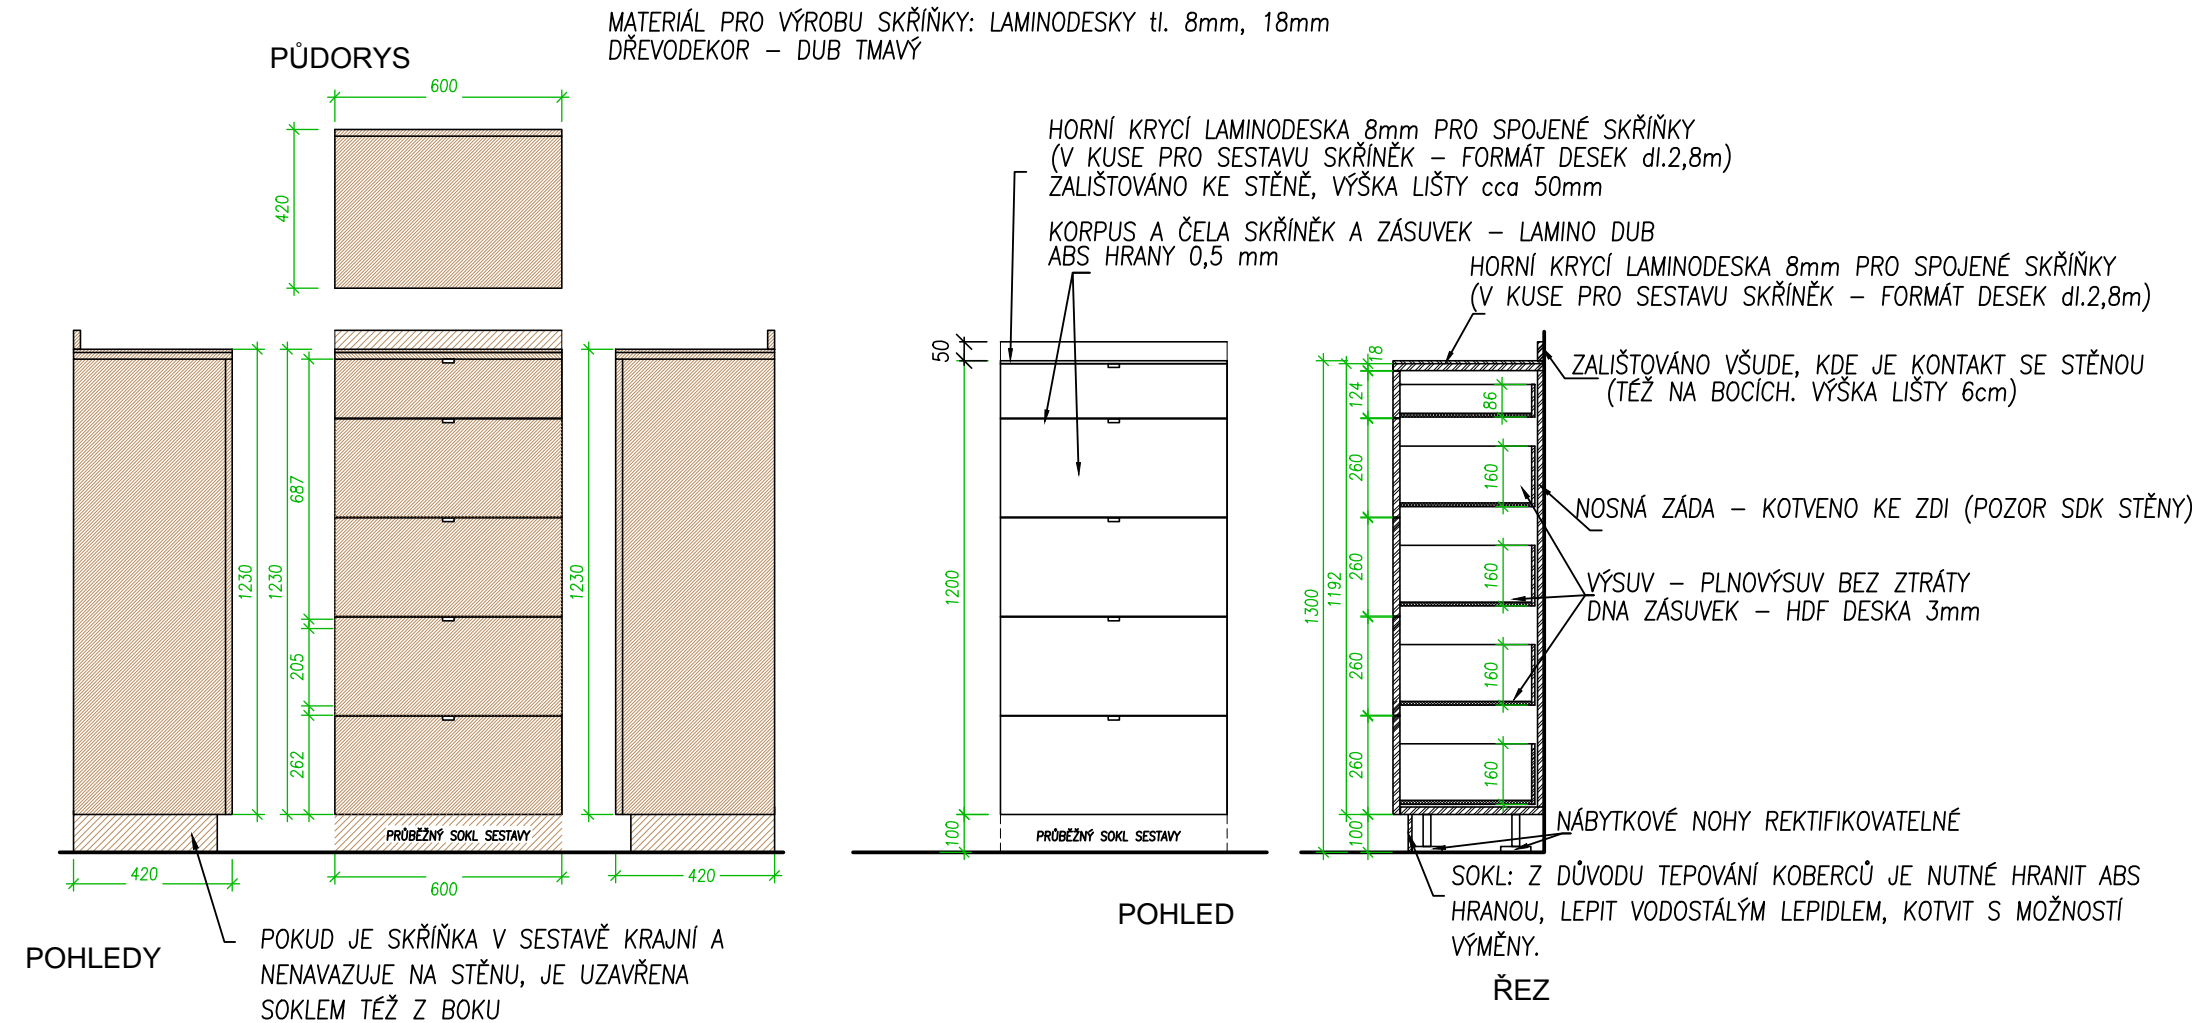 MATERIÁL PRO VÝROBU SKŘÍŇKY: LAMINODESKY tl. 8mm, 18mm
DŘEVODEKOR – DUB TMAVÝ
PŮDORYS
600
420
HORNÍ KRYCÍ LAMINODESKA 8mm PRO SPOJENÉ SKŘÍŇKY
(V KUSE PRO SESTAVU SKŘÍNĚK – FORMÁT DESEK dl.2,8m)
ZALIŠTOVÁNO KE STĚNĚ, VÝŠKA LIŠTY cca 50mm
KORPUS A ČELA SKŘÍNĚK A ZÁSUVEK – LAMINO DUB
ABS HRANY 0,5 mm
HORNÍ KRYCÍ LAMINODESKA 8mm PRO SPOJENÉ SKŘÍŇKY
(V KUSE PRO SESTAVU SKŘÍNĚK – FORMÁT DESEK dl.2,8m)
ZALIŠTOVÁNO VŠUDE, KDE JE KONTAKT SE STĚNOU
(TÉŽ NA BOCÍCH. VÝŠKA LIŠTY 6cm)
NOSNÁ ZÁDA – KOTVENO KE ZDI (POZOR SDK STĚNY)
VÝSUV – PLNOVÝSUV BEZ ZTRÁTY
DNA ZÁSUVEK – HDF DESKA 3mm
NÁBYTKOVÉ NOHY REKTIFIKOVATELNÉ
SOKL: Z DŮVODU TEPOVÁNÍ KOBERCŮ JE NUTNÉ HRANIT ABS
HRANOU, LEPIT VODOSTÁLÝM LEPIDLEM, KOTVIT S MOŽNOSTÍ
VÝMĚNY.
ŘEZ
1230
1230
687
205
262
1230
PRŮBĚŽNÝ SOKL SESTAVY
420
600
420
POHLEDY
POKUD JE SKŘÍŇKA V SESTAVĚ KRAJNÍ A
NENAVAZUJE NA STĚNU, JE UZAVŘENA
SOKLEM TÉŽ Z BOKU
50
1200
100
PRŮBĚŽNÝ SOKL SESTAVY
POHLED
1300
1192
18
124
260
260
260
260
100
86
160
160
160
160